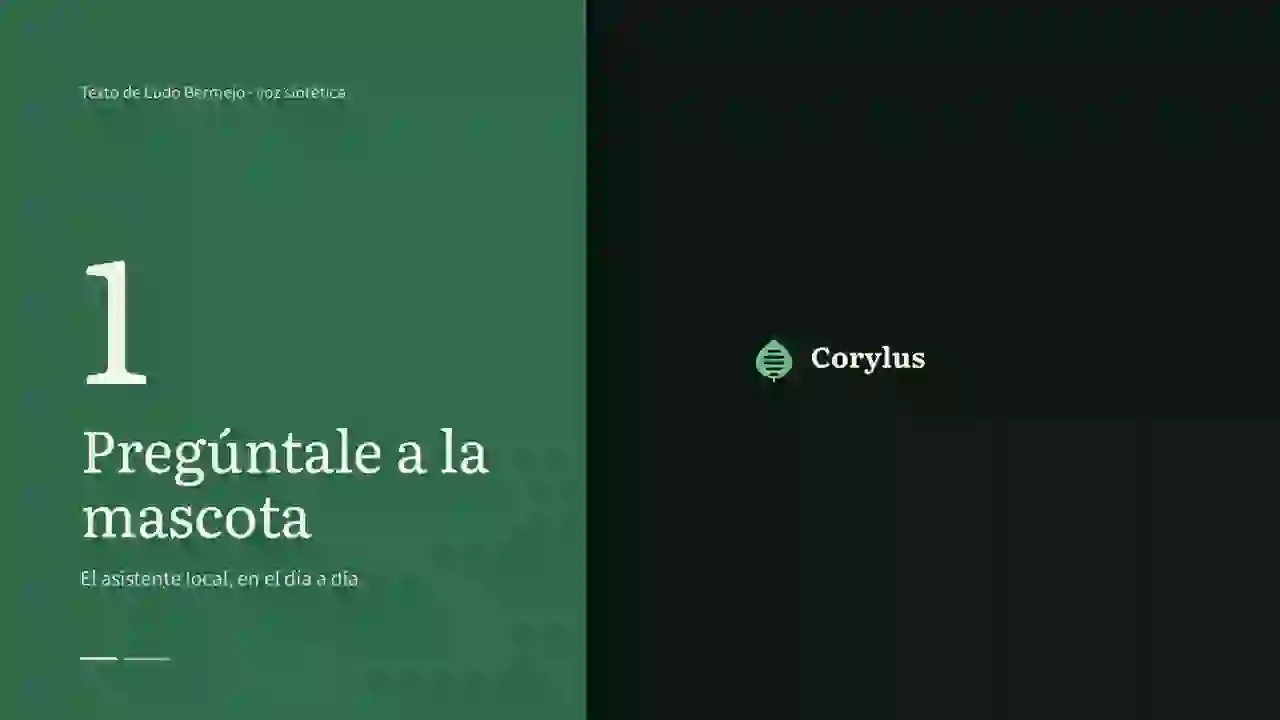 Texto de Ludo Bermejo - voz sintética
1
Pregúntale a la
mascota
El asistente local, en el día a día
Corylus